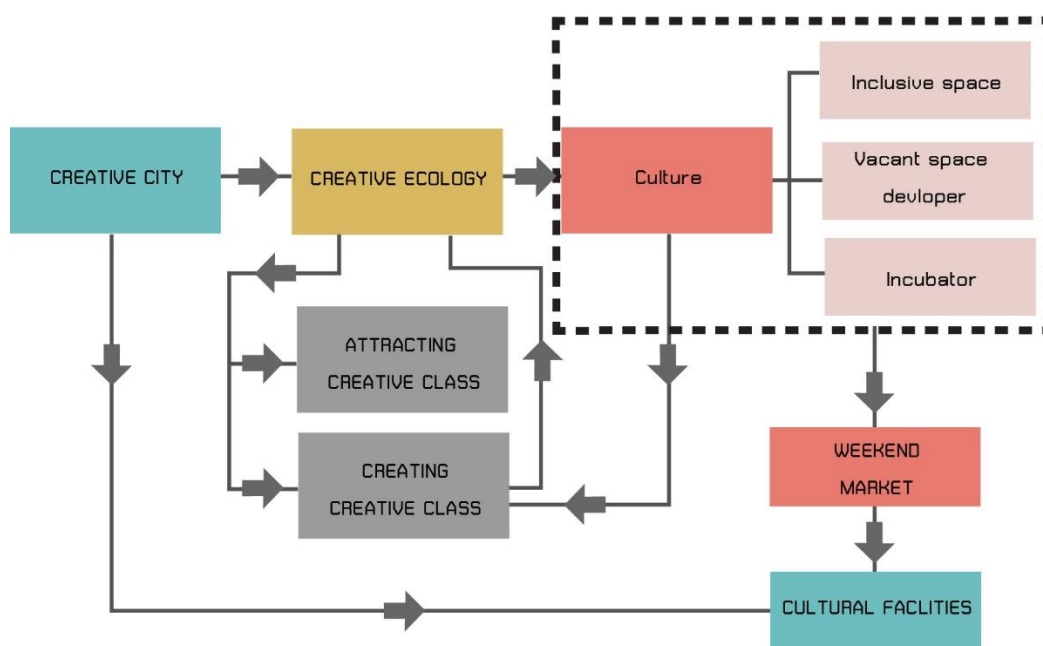 Inclusive space
CREATIVE CITY
CREATIVE ECOLOGY
Culture
Vacant space
devloper
Incubator
ATTRACTING
CREATIVE CLASS
CREATING
CREATIVE CLASS
WEEKEND
MARKET
CULTURAL FACLITIES